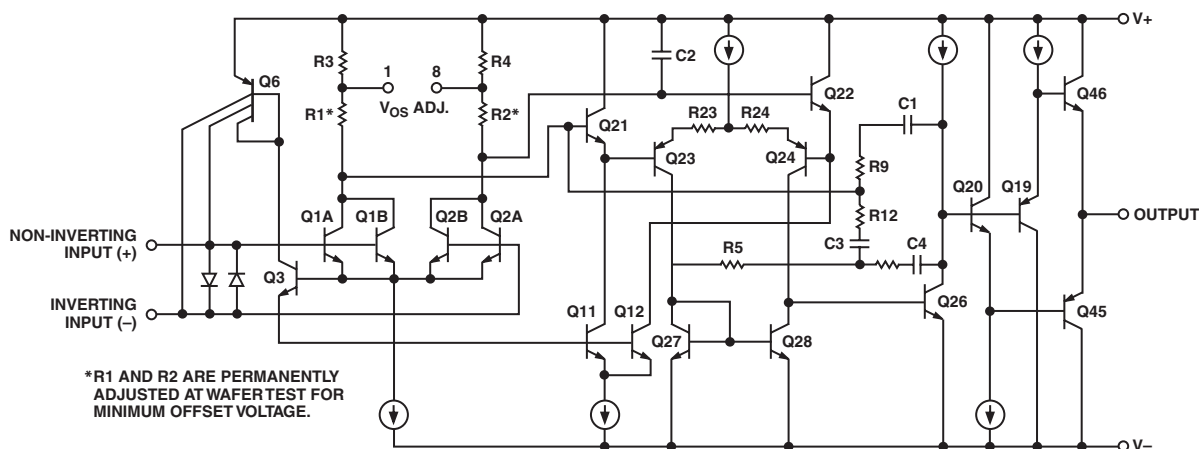 V+
R3
R4
C2
Q6
1
8
V_OS ADJ.
R1*
R2*
Q22
Q46
R23
R24
C1
Q21
Q23
Q24
R9
Q20
Q19
Q1A
Q1B
Q2B
Q2A
R12
OUTPUT
NON-INVERTING
INPUT (+)
R5
C3
C4
Q3
Q26
INVERTING
INPUT (–)
Q11
Q12
Q27
Q28
Q45
*R1 AND R2 ARE PERMANENTLY
ADJUSTED AT WAFER TEST FOR
MINIMUM OFFSET VOLTAGE.
V–